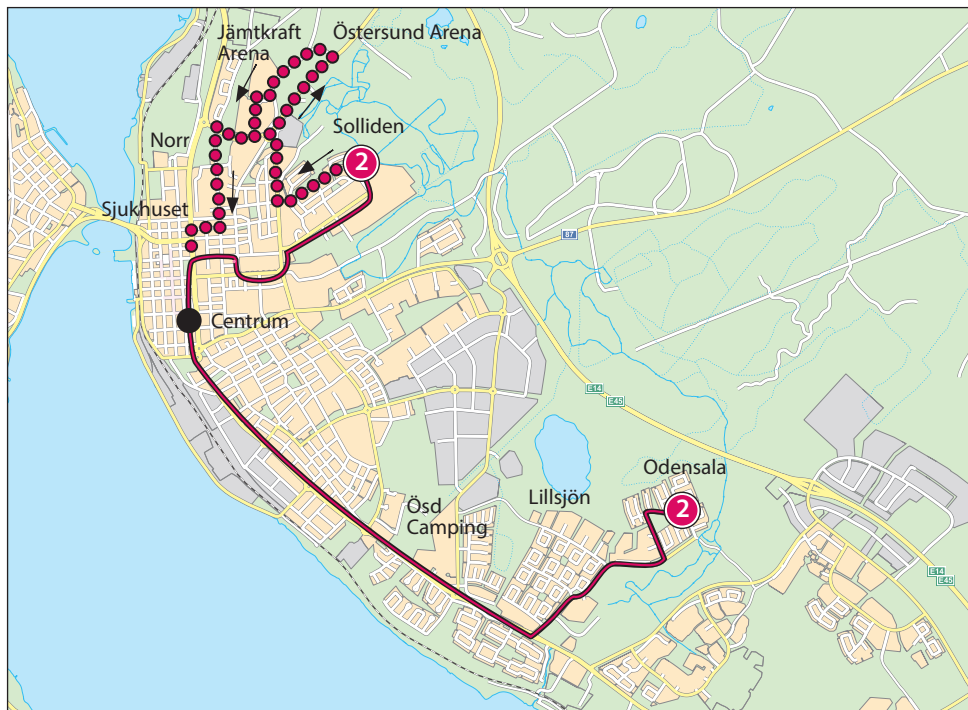 Jämtkraft
Arena
Östersund Arena
Norr
Solliden
2
Sjukhuset
87
Centrum
E14
E45
Odensala
Lillsjön
Ösd
Camping
2
E14
E45